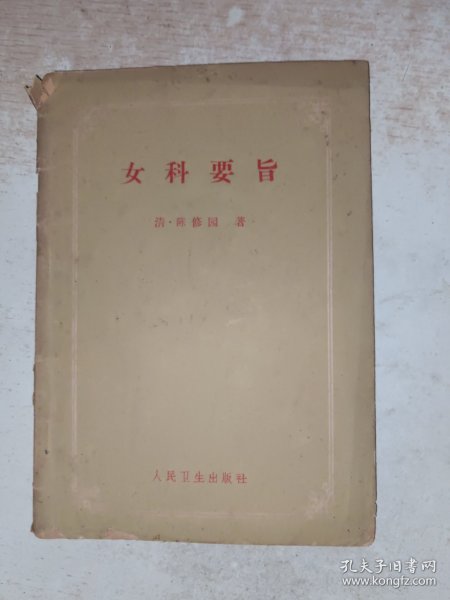 女科要旨
清·陈修园 著
人民卫生出版社
孔夫子旧书网
www.kongfz.com